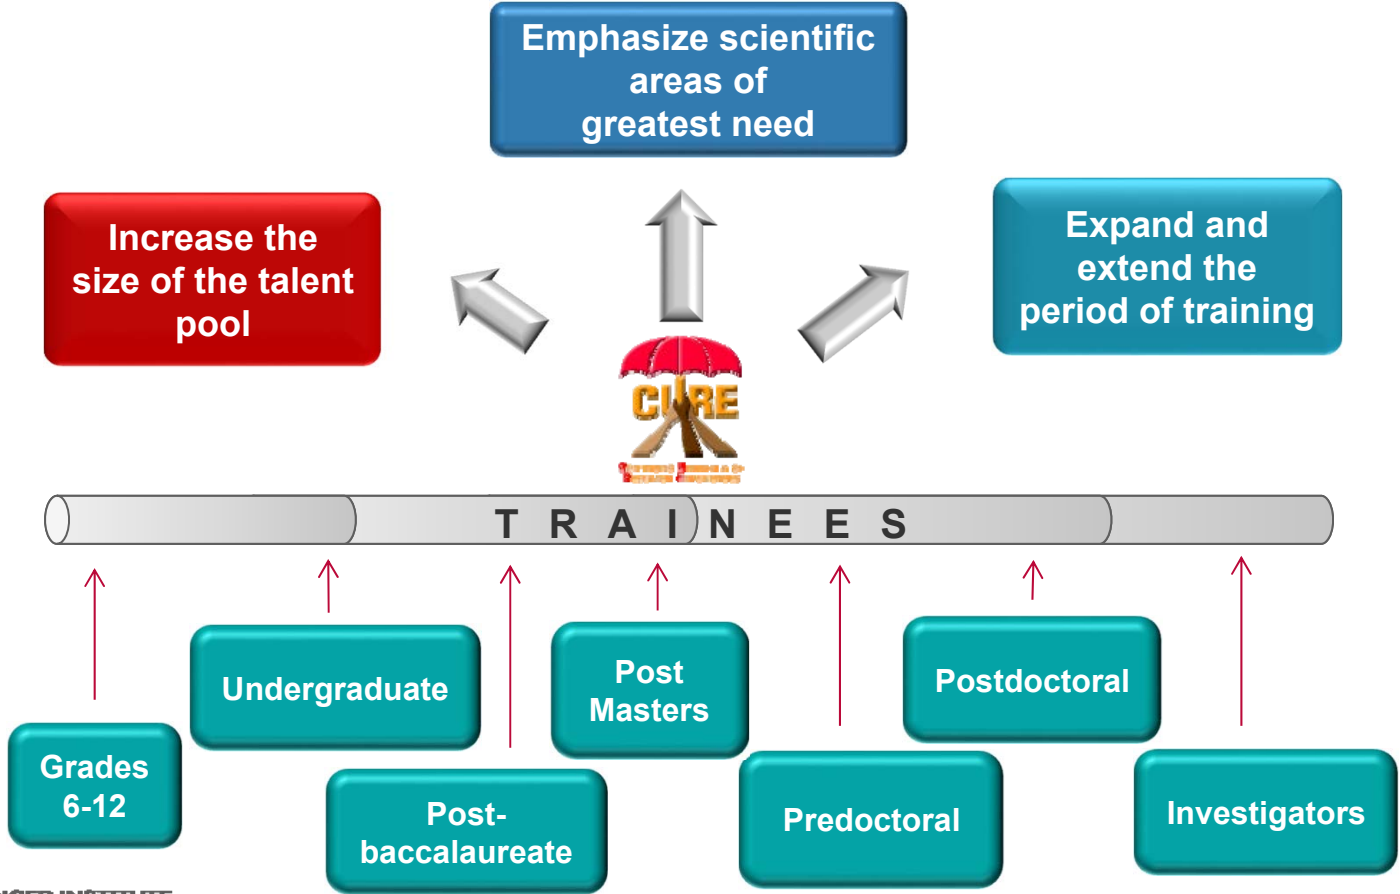 Emphasize scientific
areas of
greatest need
Increase the
size of the talent
pool
Expand and
extend the
period of training
CURE
TRAINEES
Undergraduate
Post
Masters
Postdoctoral
Grades
6-12
Post-
baccalaureate
Predoctoral
Investigators